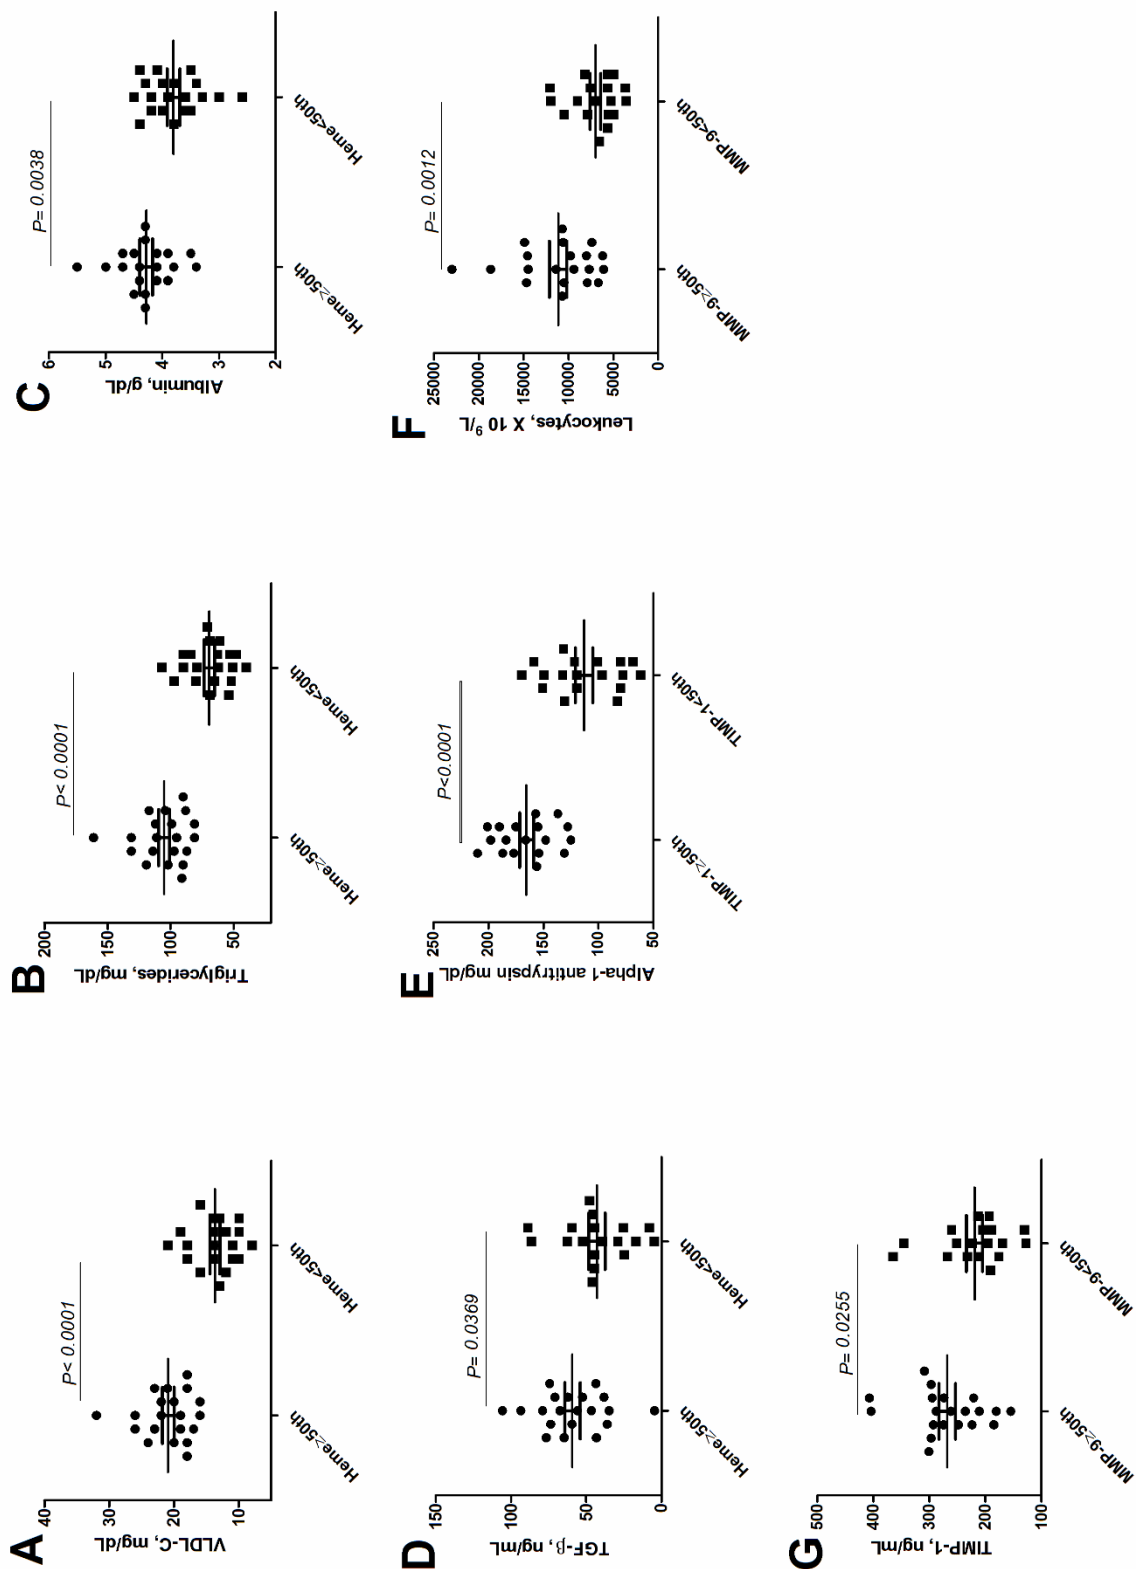 A
VLDL-C, mg/dL
40
30
20
10
P< 0.0001
Heme≥50th
Heme<50th
B
Triglycerides, mg/dL
200
150
100
50
P< 0.0001
Heme≥50th
Heme<50th
C
Albumin, g/dL
6
5
4
3
2
P= 0.0038
Heme≥50th
Heme<50th
D
TGF-β, ng/mL
150
100
50
0
P= 0.0369
Heme≥50th
Heme<50th
E
Alpha-1 antitrypsin mg/dL
250
200
150
100
50
P<0.0001
TIMP-1≥50th
TIMP-1<50th
F
Leukocytes, X 10 9/L
25000
20000
15000
10000
5000
0
P= 0.0012
MMP-9≥50th
MMP-9<50th
G
TIMP-1, ng/mL
500
400
300
200
100
P= 0.0255
MMP-9≥50th
MMP-9<50th